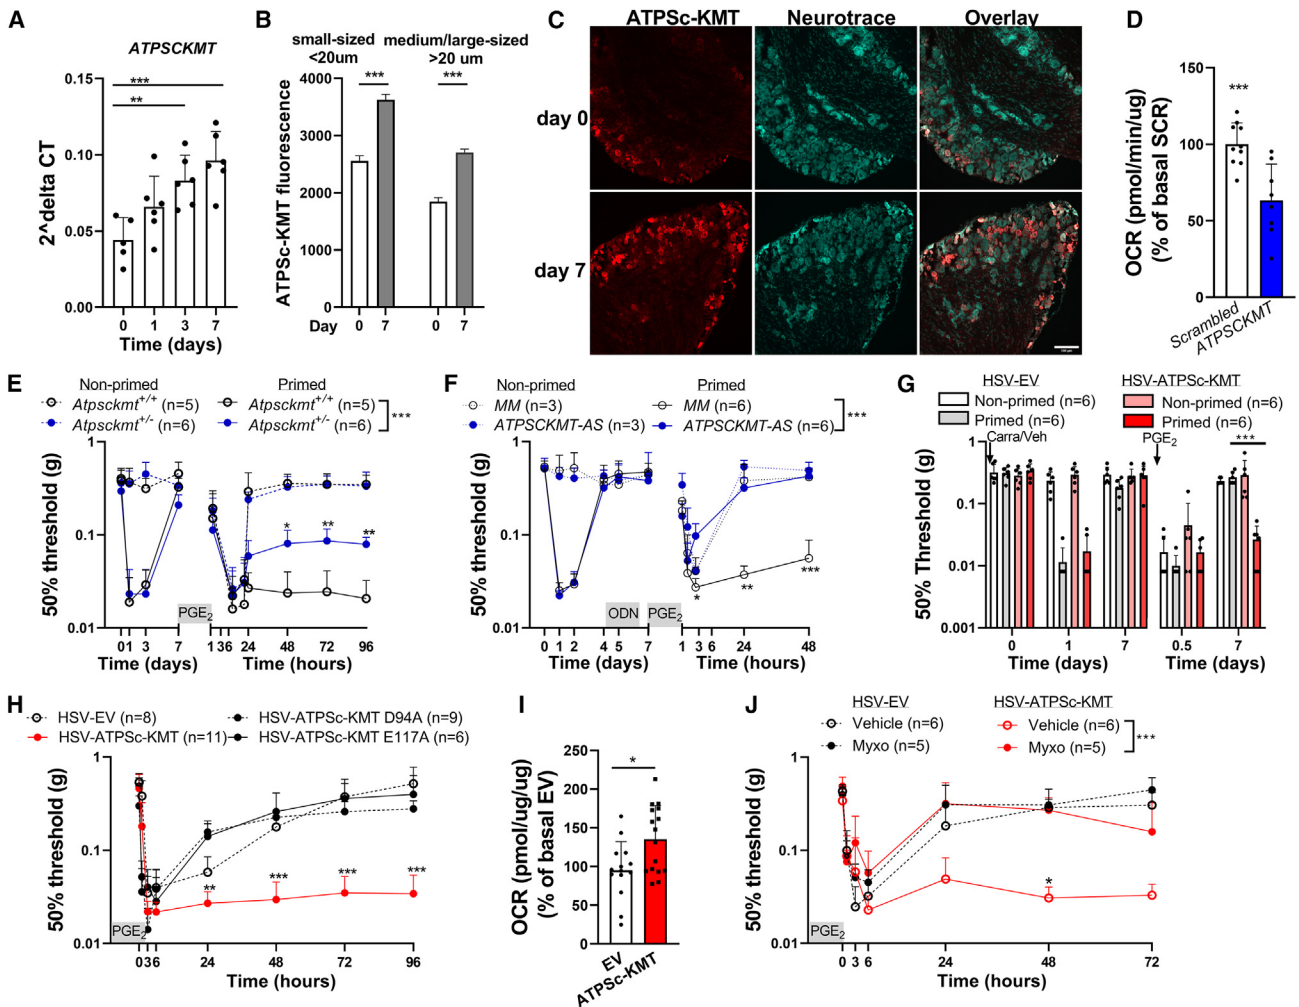 A
ATPSCKMT
***
**
0.15
0.10
0.05
0.00
2^delta CT
0 1 3 7
Time (days)
B
small-sized medium/large-sized
<20um >20 um
*** ***
4000
3000
2000
1000
0
ATPSc-KMT fluorescence
Day 0 7 0 7
C
ATPSc-KMT Neurotrace Overlay
day 0
day 7
D
150
100
50
0
***
OCR (pmol/min/ug)
(% of basal SCR)
Scrambled
ATPSCKMT
E
Non-primed Primed
Atpsckmt+/+ (n=5) Atpsckmt+/+ (n=5)
Atpsckmt+/- (n=6) Atpsckmt+/- (n=6)
***
1
0.1
0.01
50% threshold (g)
* ** **
PGE2
0 1 3 7 1 3 6 24 48 72 96
Time (days) Time (hours)
F
Non-primed Primed
MM (n=3) MM (n=6)
ATPSCKMT-AS (n=3) ATPSCKMT-AS (n=6)
***
1
0.1
0.01
50% threshold (g)
* ** ***
ODN PGE2
0 1 2 4 5 7 1 3 6 24 48
Time (days) Time (hours)
G
HSV-EV HSV-ATPSc-KMT
Non-primed (n=6) Non-primed (n=6)
Primed (n=6) Primed (n=6)
Carra/Veh PGE2 ***
1
0.1
0.01
0.001
50% Threshold (g)
0 1 7 0.5 7
Time (days) Time (days)
H
HSV-EV (n=8) HSV-ATPSc-KMT D94A (n=9)
HSV-ATPSc-KMT (n=11) HSV-ATPSc-KMT E117A (n=6)
1
0.1
0.01
50% threshold (g)
** *** *** ***
PGE2
0 3 6 24 48 72 96
Time (hours)
I
250
200
150
100
50
0
*
OCR (pmol/ug/ug)
(% of basal EV)
EV
ATPSc-KMT
J
HSV-EV HSV-ATPSc-KMT
Vehicle (n=6) Vehicle (n=6)
Myxo (n=5) Myxo (n=5)
***
1
0.1
0.01
50% threshold (g)
*
PGE2
0 3 6 24 48 72
Time (hours)